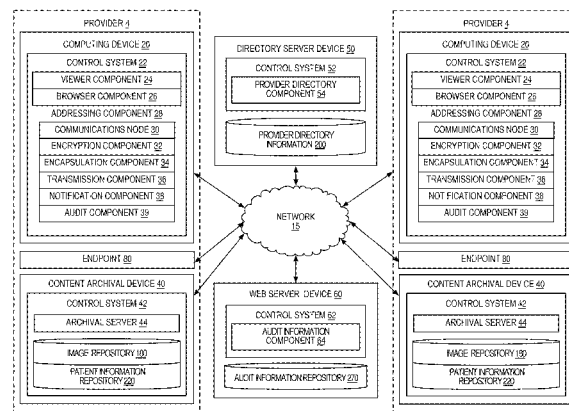 PROVIDER 4
COMPUTING DEVICE 20
CONTROL SYSTEM 22
VIEWER COMPONENT 24
BROWSER COMPONENT 26
ADDRESSING COMPONENT 28
COMMUNICATIONS NODE 30
ENCRYPTION COMPONENT 32
ENCAPSULATION COMPONENT 34
TRANSMISSION COMPONENT 36
NOTIFICATION COMPONENT 38
AUDIT COMPONENT 39
ENDPOINT 80
CONTENT ARCHIVAL DEVICE 40
CONTROL SYSTEM 42
ARCHIVAL SERVER 44
IMAGE REPOSITORY 180
PATIENT INFORMATION
REPOSITORY 220
DIRECTORY SERVER DEVICE 50
CONTROL SYSTEM 52
PROVIDER DIRECTORY
COMPONENT 54
PROVIDER DIRECTORY
INFORMATION 200
NETWORK
15
WEB SERVER DEVICE 60
CONTROL SYSTEM 62
AUDIT INFORMATION
COMPONENT 64
AUDIT INFORMATION REPOSITORY 270
PROVIDER 4
COMPUTING DEVICE 20
CONTROL SYSTEM 22
VIEWER COMPONENT 24
BROWSER COMPONENT 26
ADDRESSING COMPONENT 28
COMMUNICATIONS NODE 30
ENCRYPTION COMPONENT 32
ENCAPSULATION COMPONENT 34
TRANSMISSION COMPONENT 36
NOTIFICATION COMPONENT 38
AUDIT COMPONENT 39
ENDPOINT 80
CONTENT ARCHIVAL DEVICE 40
CONTROL SYSTEM 42
ARCHIVAL SERVER 44
IMAGE REPOSITORY 180
PATIENT INFORMATION
REPOSITORY 220